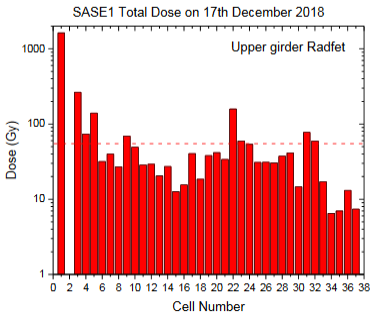 SASE1 Total Dose on 17th December 2018
Upper girder Radfet
Dose (Gy)
1000
100
10
1
0 2 4 6 8 10 12 14 16 18 20 22 24 26 28 30 32 34 36 38
Cell Number